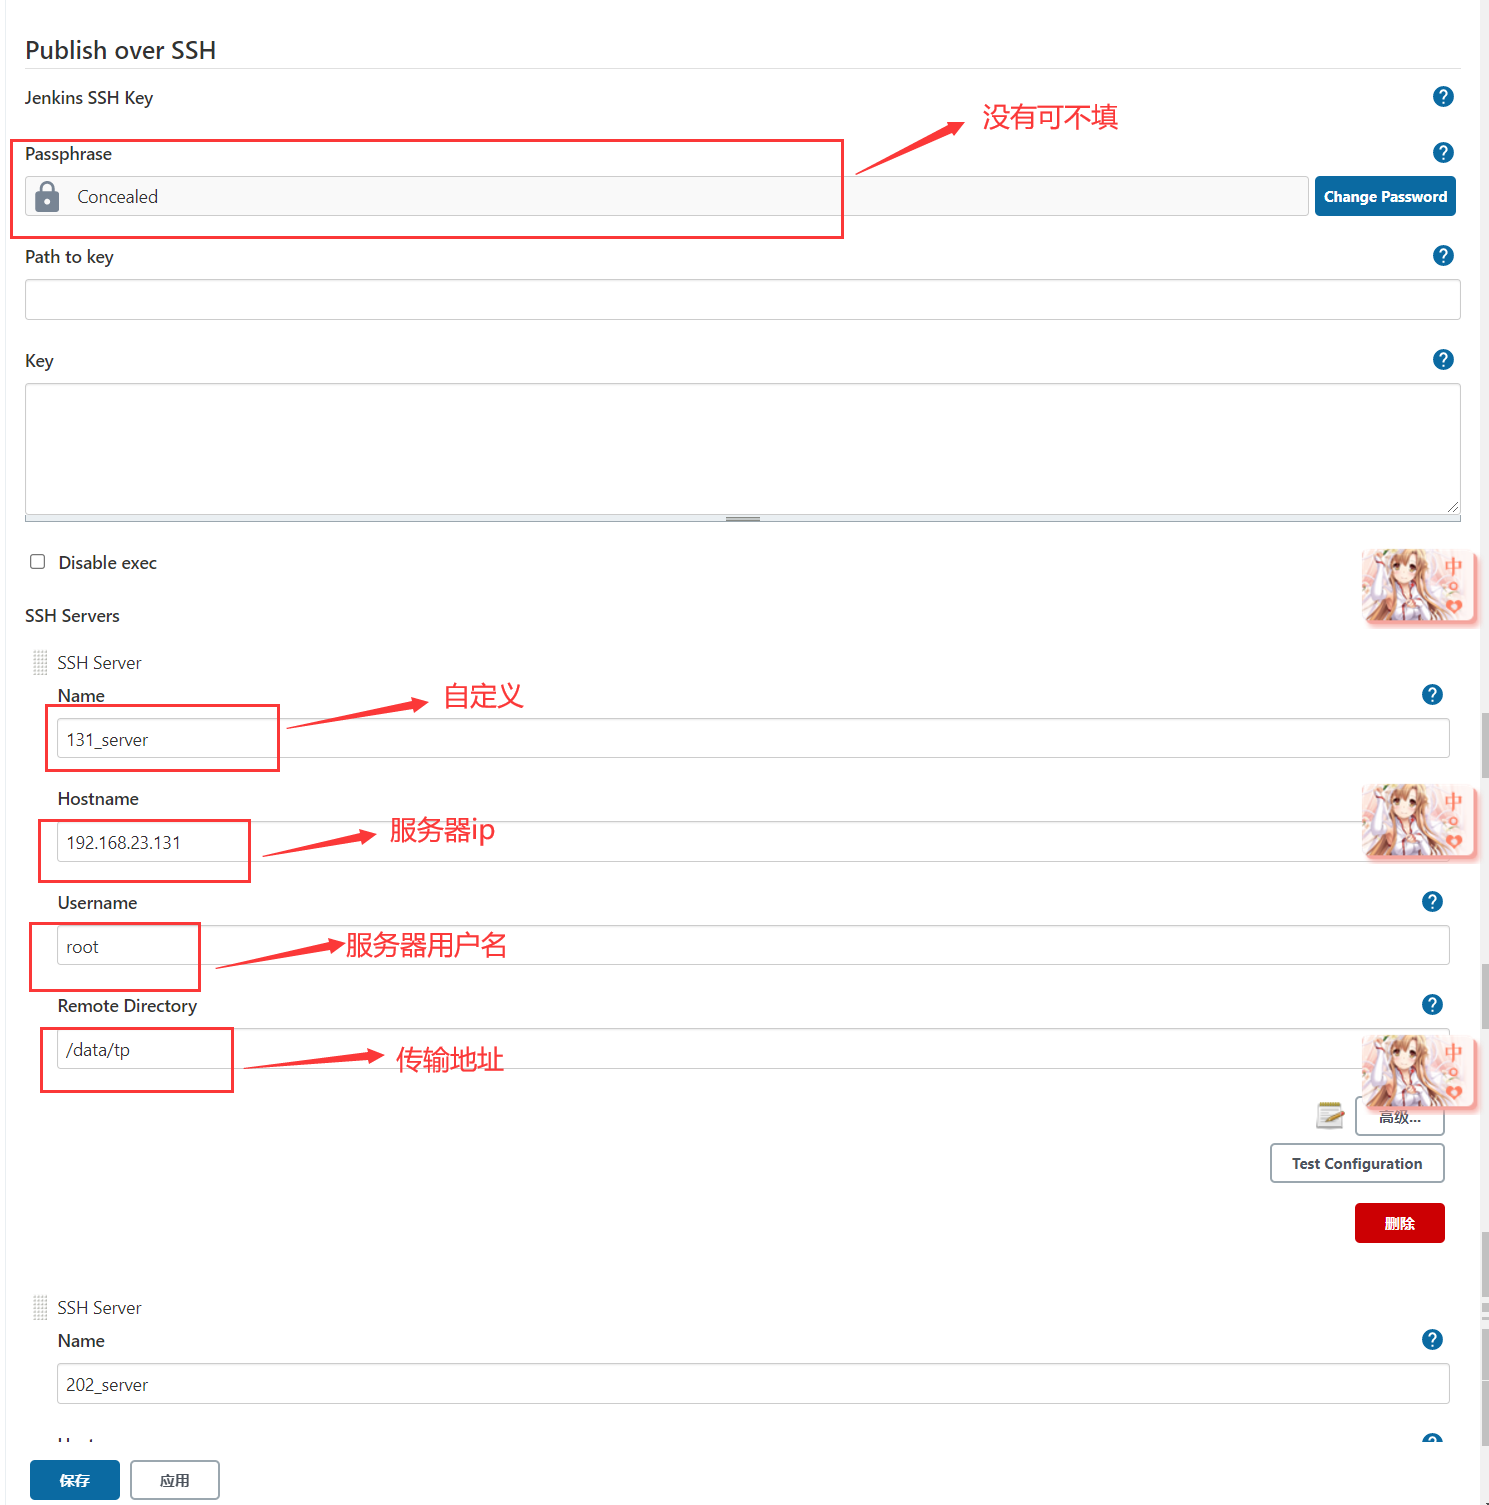 Publish over SSH
Jenkins SSH Key
没有可不填
Passphrase
Concealed
Change Password
Path to key
Key
Disable exec
SSH Servers
SSH Server
Name
自定义
131_server
Hostname
服务器ip
192.168.23.131
Username
root
服务器用户名
Remote Directory
/data/tp
传输地址
高级...
Test Configuration
删除
SSH Server
Name
202_server
保存
应用
中
中
中